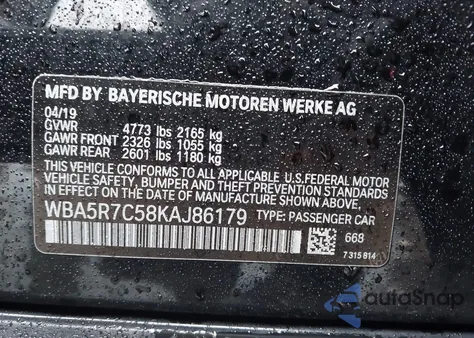 MFD BY BAYERISCHE MOTOREN WERKE AG
04/19
GVWR 4773 lbs 2165 kg
GAWR FRONT 2326 lbs 1055 kg
GAWR REAR 2601 lbs 1180 kg
THIS VEHICLE CONFORMS TO ALL APPLICABLE U.S.FEDERAL MOTOR
VEHICLE SAFETY, BUMPER AND THEFT PREVENTION STANDARDS
IN EFFECT ON THE DATE OF MANUFACTURE SHOWN ABOVE.
WBA5R7C58KAJ86179 TYPE: PASSENGER CAR
668
7 315 814
autoSnap